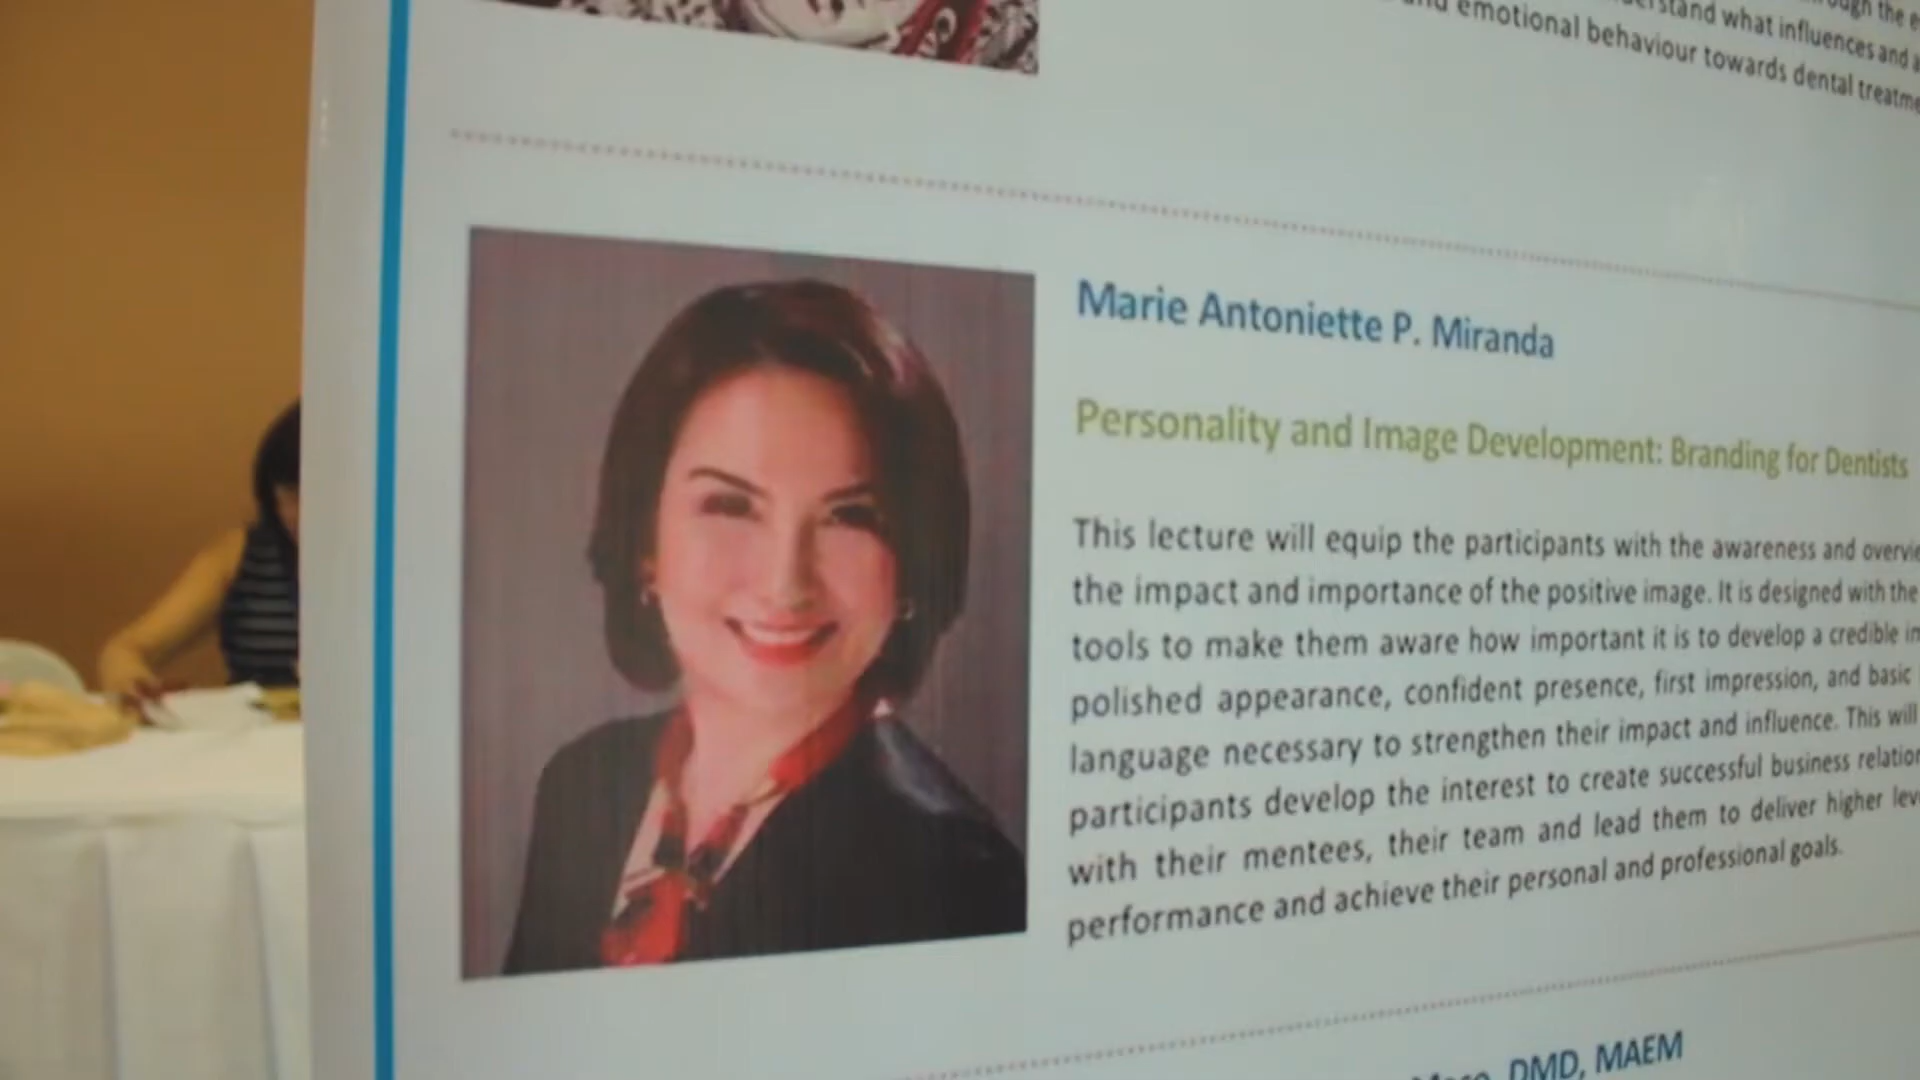 the
stand what influences and
emotional behaviour towards dental
Marie Antoniette P. Miranda
Personality and Image Development: Branding for Dentists
This lecture will equip the participants with the awareness and
the impact and importance of the positive image. It is designed with the
tools to make them aware how important it is to develop a credible
polished appearance, confident presence, first impression, and basic
language necessary to strengthen their impact and influence. This will
participants develop the interest to create successful business
with their mentees, their team and lead them to deliver higher
performance and achieve their personal and professional goals.
DMD, MAEM